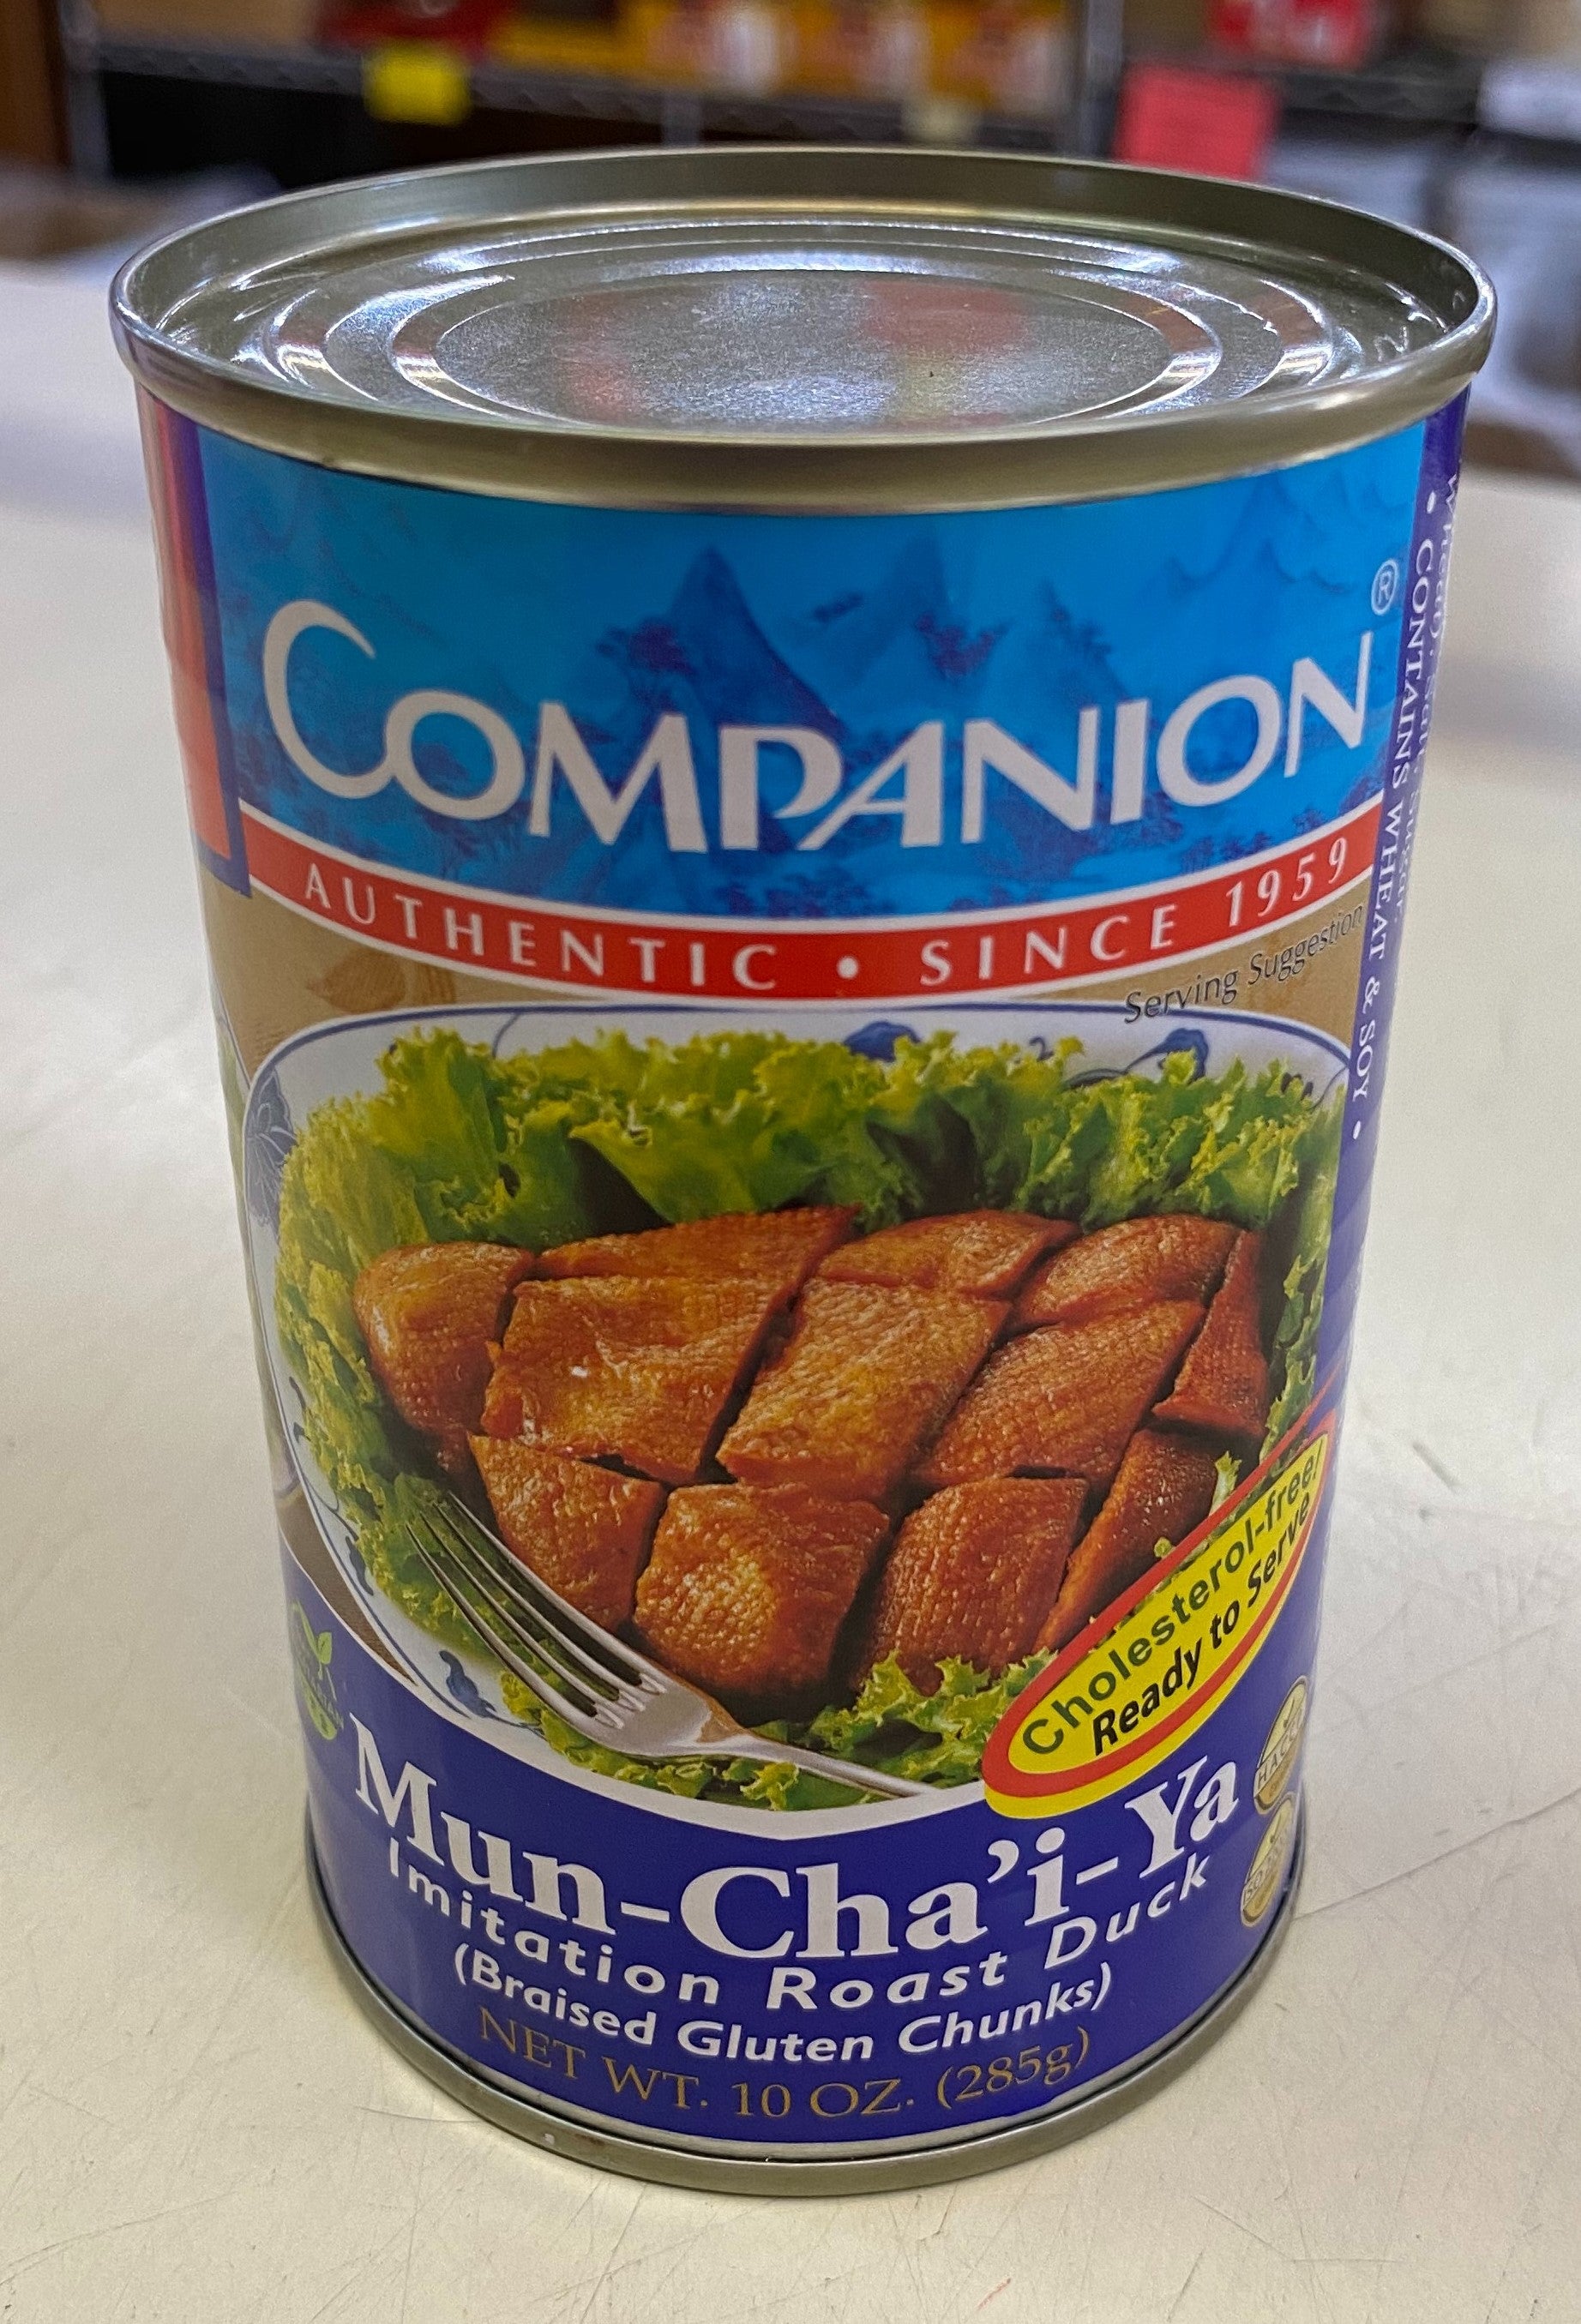 COMPANION®
AUTHENTIC • SINCE 1959
Serving Suggestion
• CONTAINS WHEAT & SOY •
Cholesterol-free/
Ready to Serve
HACCP
Mun-Cha'i-Ya
Imitation Roast Duck
(Braised Gluten Chunks)
NET WT. 10 OZ. (285g)